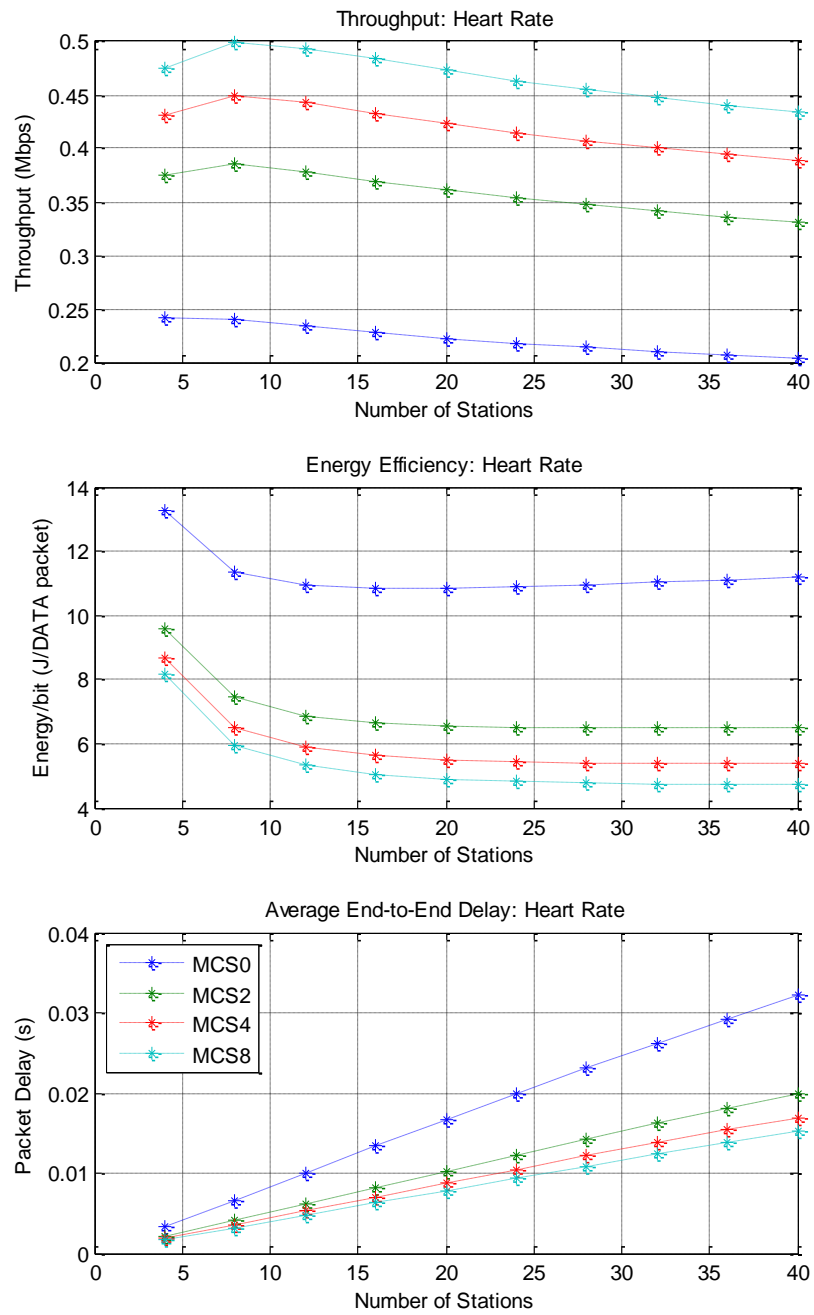 Throughput: Heart Rate
0.5
0.45
0.4
0.35
0.3
0.25
0.2
Throughput (Mbps)
0 5 10 15 20 25 30 35 40
Number of Stations
Energy Efficiency: Heart Rate
14
12
10
8
6
4
Energy/bit (J/DATA packet)
0 5 10 15 20 25 30 35 40
Number of Stations
Average End-to-End Delay: Heart Rate
0.04
0.03
0.02
0.01
0
Packet Delay (s)
MCS0
MCS2
MCS4
MCS8
0 5 10 15 20 25 30 35 40
Number of Stations